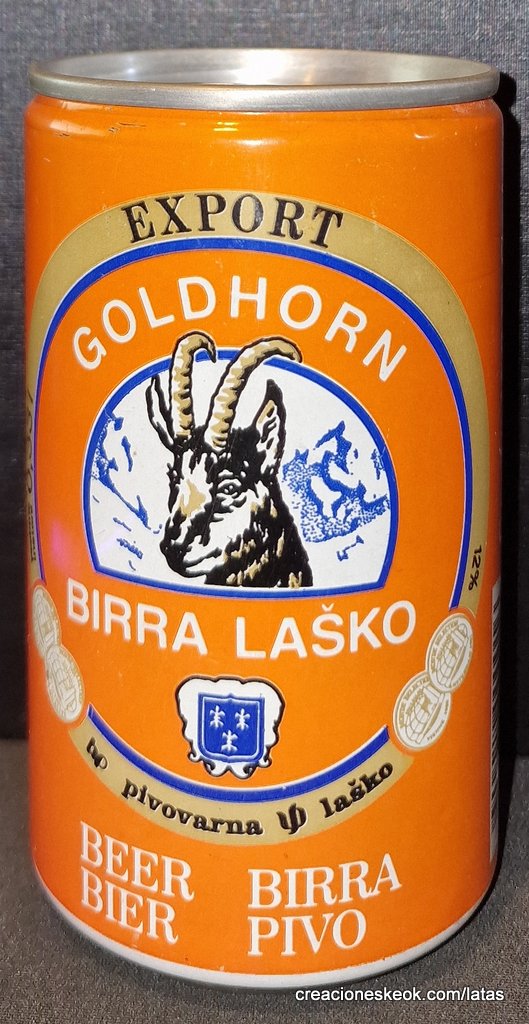 EXPORT
GOLDHORN
BIRRA LAŠKO
12%
pivovarna laško
BEER BIRRA
BIER PIVO
creacioneskeok.com/latas